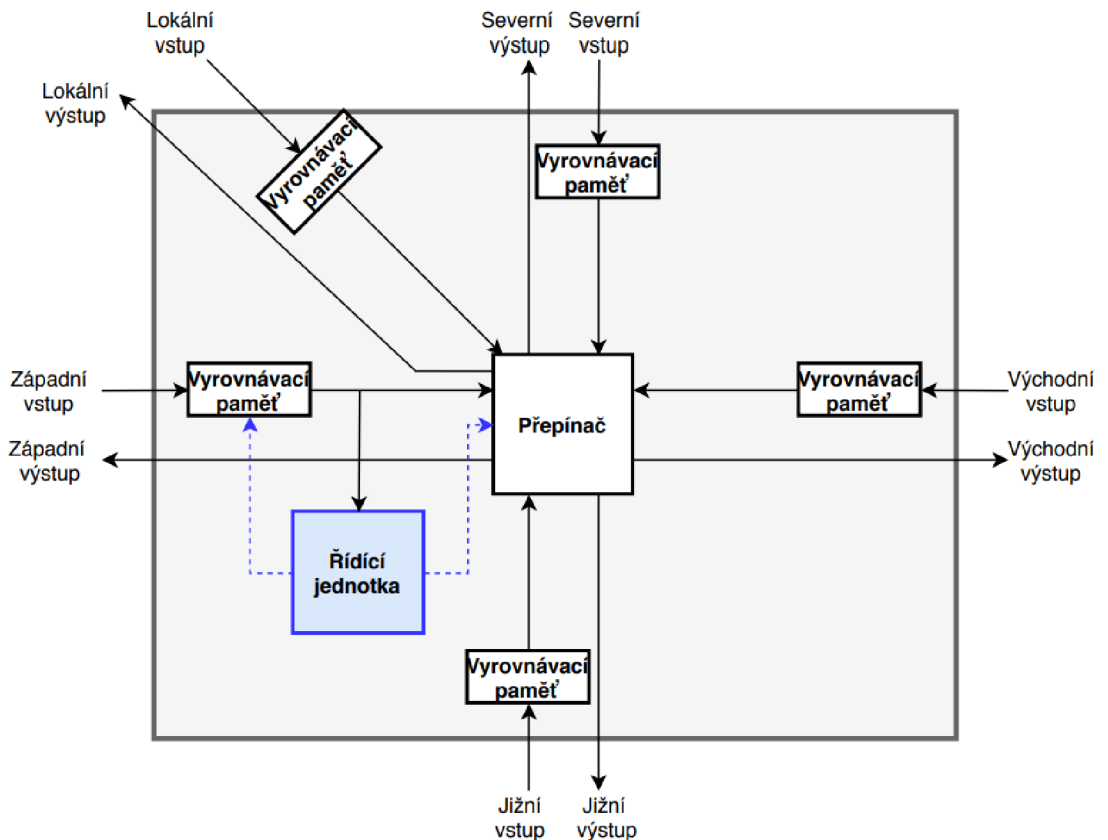 Lokální
vstup
Severní
výstup
Severní
vstup
Lokální
výstup
Vyrovnávací
paměť
Vyrovnávací
paměť
Západní
vstup
Vyrovnávací
paměť
Přepínač
Vyrovnávací
paměť
Východní
vstup
Západní
výstup
Východní
výstup
Řídící
jednotka
Vyrovnávací
paměť
Jižní
vstup
Jižní
výstup